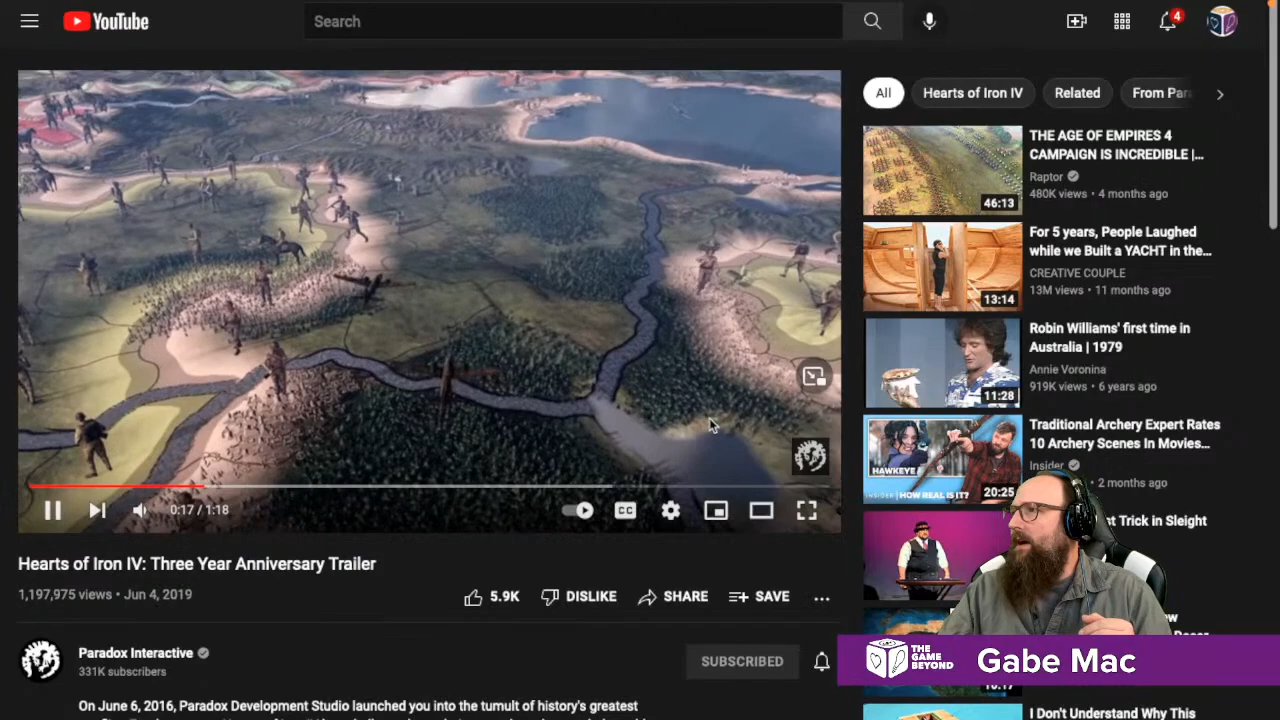 YouTube
Search
4
All
Hearts of Iron IV
Related
From Par
THE AGE OF EMPIRES 4
CAMPAIGN IS INCREDIBLE |...
Raptor
480K views • 4 months ago
46:13
For 5 years, People Laughed
while we Built a YACHT in the...
CREATIVE COUPLE
13M views • 11 months ago
13:14
Robin Williams' first time in
Australia | 1979
Annie Voronina
919K views • 6 years ago
11:28
Traditional Archery Expert Rates
10 Archery Scenes In Movies...
Insider
2 months ago
HAWKEYE
INSIDER | HOW REAL IS IT?
20:25
t Trick in Sleight
0:17 / 1:18
CC
Hearts of Iron IV: Three Year Anniversary Trailer
1,197,975 views • Jun 4, 2019
5.9K
DISLIKE
SHARE
SAVE
Paradox Interactive
331K subscribers
SUBSCRIBED
THE GAME
BEYOND
Gabe Mac
On June 6, 2016, Paradox Development Studio launched you into the tumult of history's greatest
I Don't Understand Why This